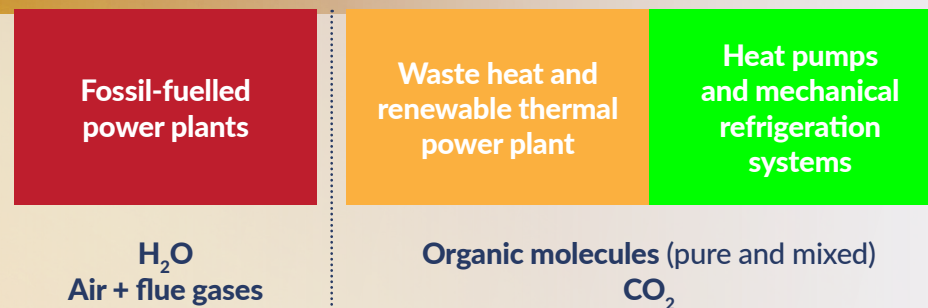 Fossil-fuelled
power plants
Waste heat and
renewable thermal
power plant
Heat pumps
and mechanical
refrigeration
systems
H₂O
Air + flue gases
Organic molecules (pure and mixed)
CO₂